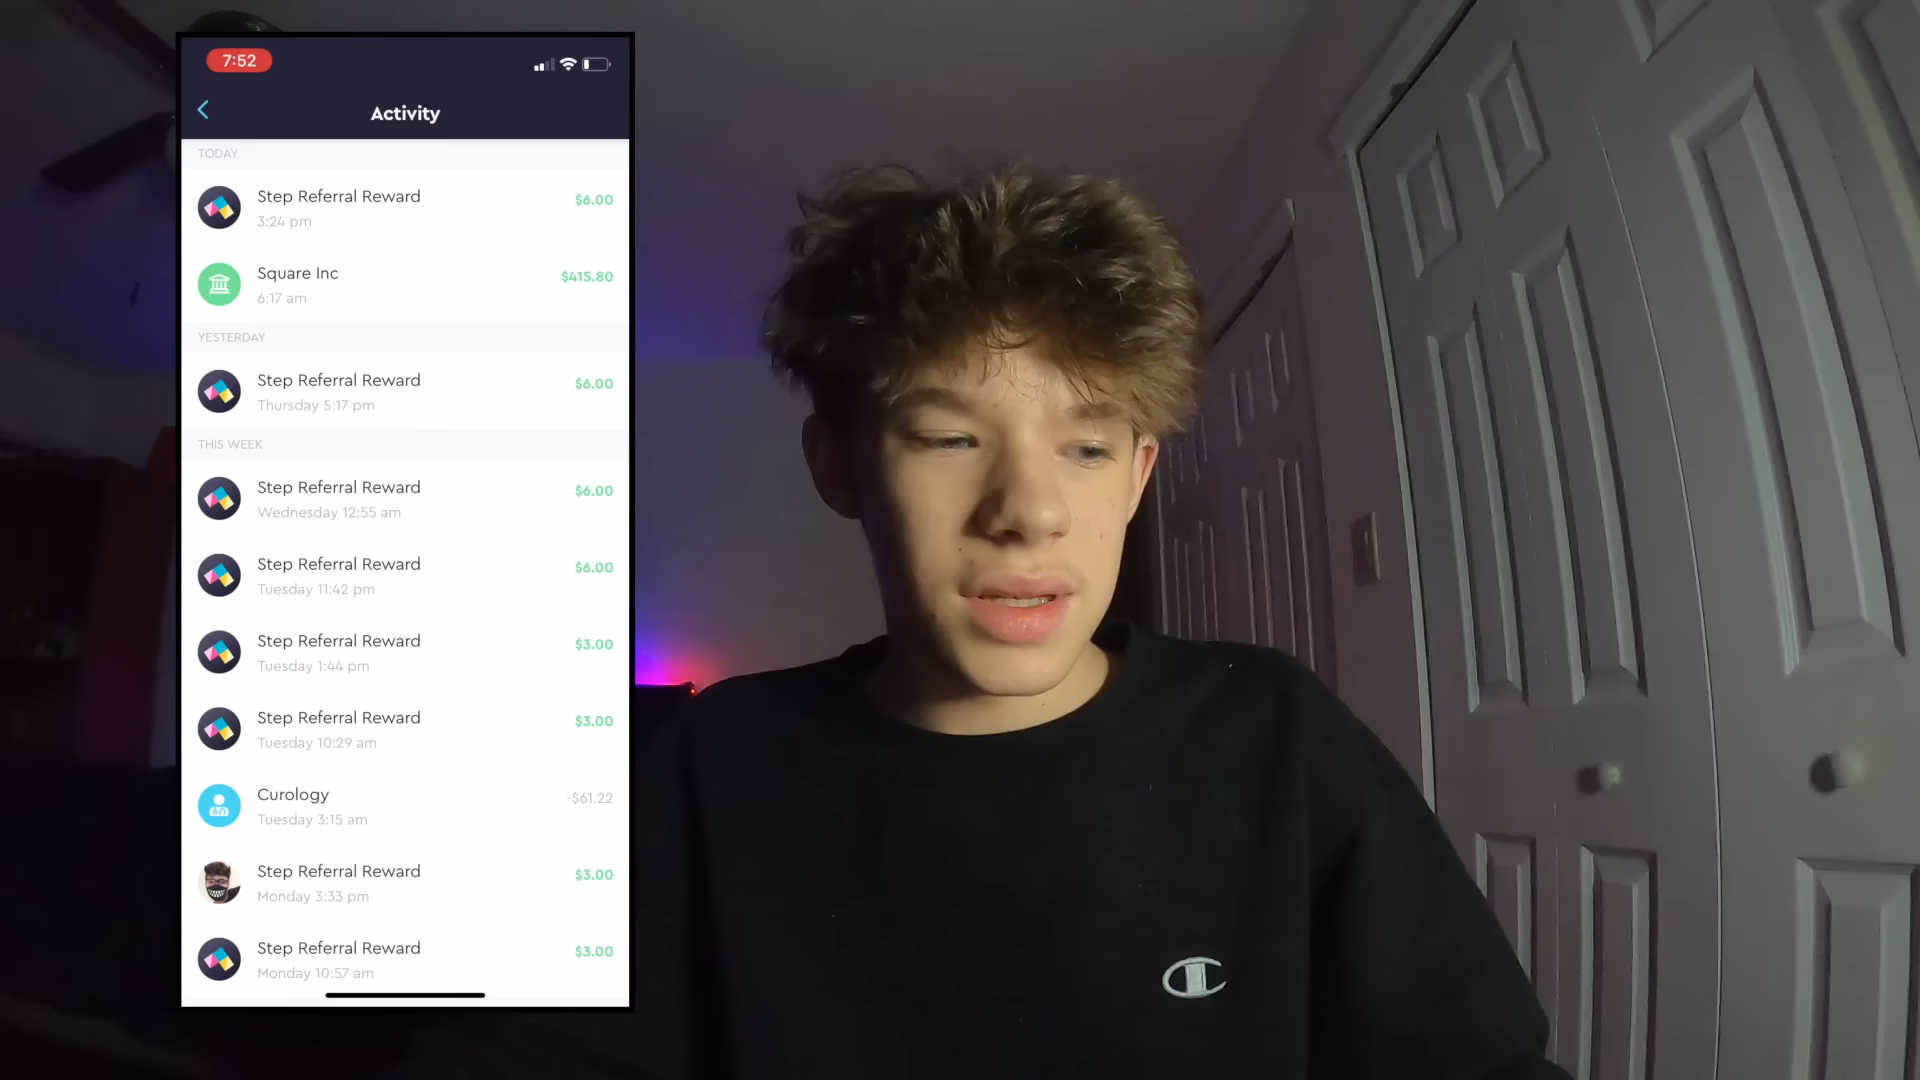 7:52
Activity
TODAY
Step Referral Reward $6.00
3:24 pm
Square Inc $415.80
6:17 am
YESTERDAY
Step Referral Reward $6.00
Thursday 5:17 pm
THIS WEEK
Step Referral Reward $6.00
Wednesday 12:55 am
Step Referral Reward $6.00
Tuesday 11:42 pm
Step Referral Reward $3.00
Tuesday 1:44 pm
Step Referral Reward $3.00
Tuesday 10:29 am
Curology -$61.22
Tuesday 3:15 am
Step Referral Reward $3.00
Monday 3:33 pm
Step Referral Reward $3.00
Monday 10:57 am